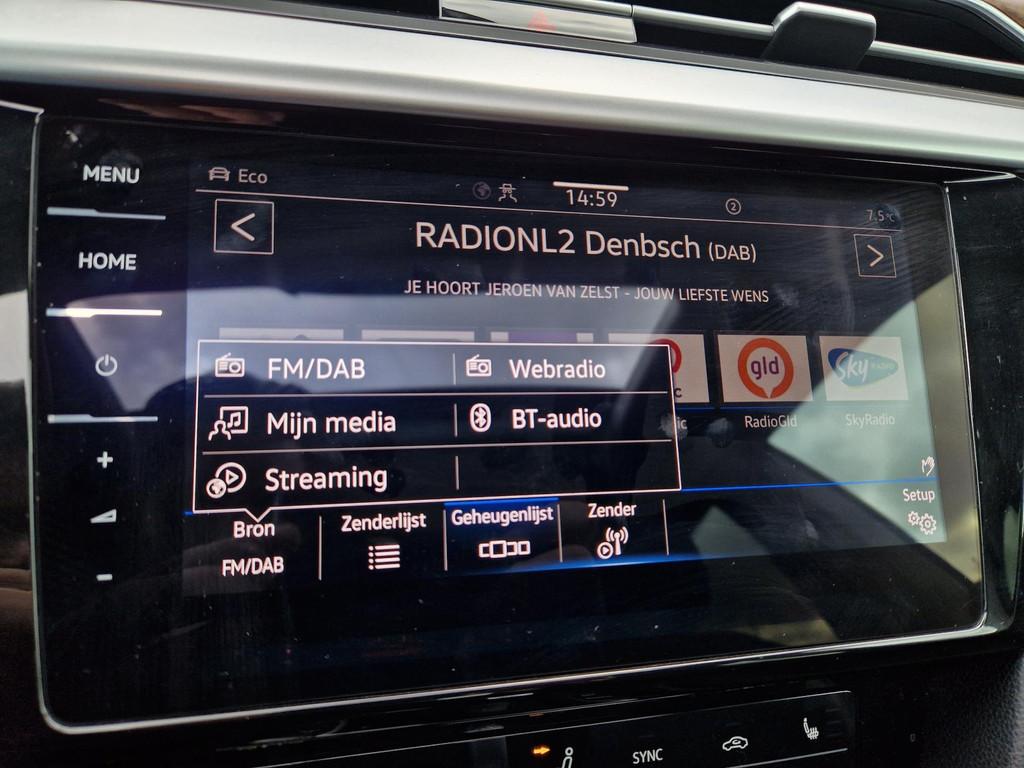 MENU
HOME
Eco
14:59
2
7.5°C
<
RADIONL2 Denbsch (DAB)
>
JE HOORT JEROEN VAN ZELST - JOUW LIEFSTE WENS
FM/DAB
Webradio
Mijn media
BT-audio
Streaming
gld
Sky RADIO
ic
RadioGld
SkyRadio
+
-
Bron
FM/DAB
Zenderlijst
Geheugenlijst
Zender
Setup
SYNC